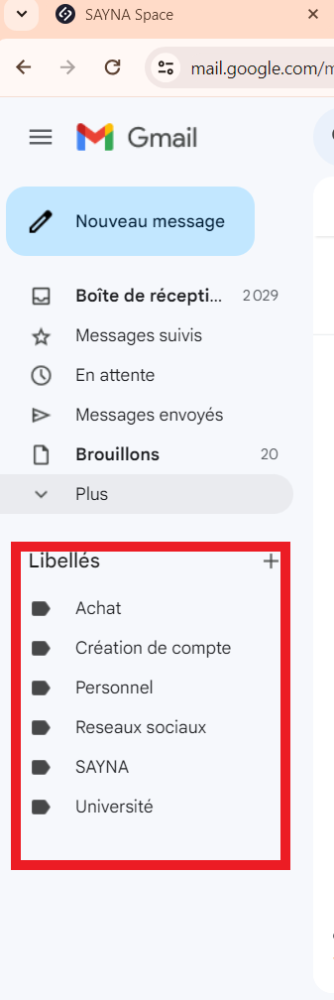 SAYNA Space
mail.google.com/m
Gmail
Nouveau message
Boîte de récepti... 2 029
Messages suivis
En attente
Messages envoyés
Brouillons 20
Plus
Libellés +
Achat
Création de compte
Personnel
Reseaux sociaux
SAYNA
Université